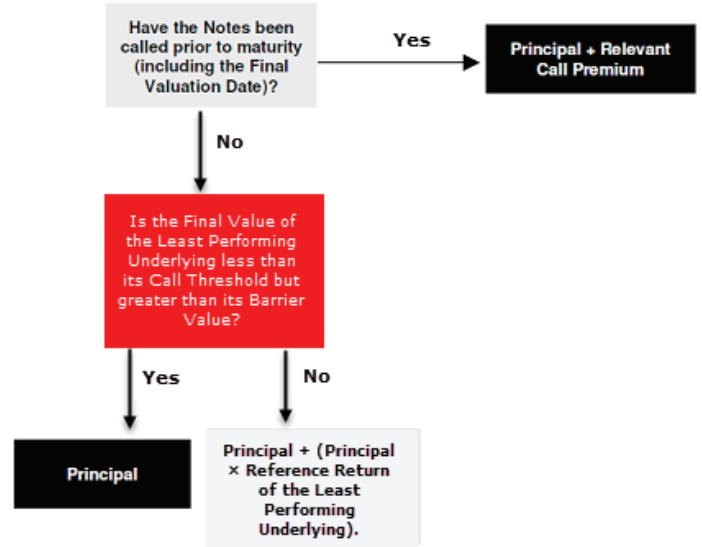 Have the Notes been
called prior to maturity
(including the Final
Valuation Date)?
Yes
Principal + Relevant
Call Premium
No
Is the Final Value of
the Least Performing
Underlying less than
its Call Threshold but
greater than its Barrier
Value?
Yes
No
Principal
Principal + (Principal
× Reference Return
of the Least
Performing
Underlying).